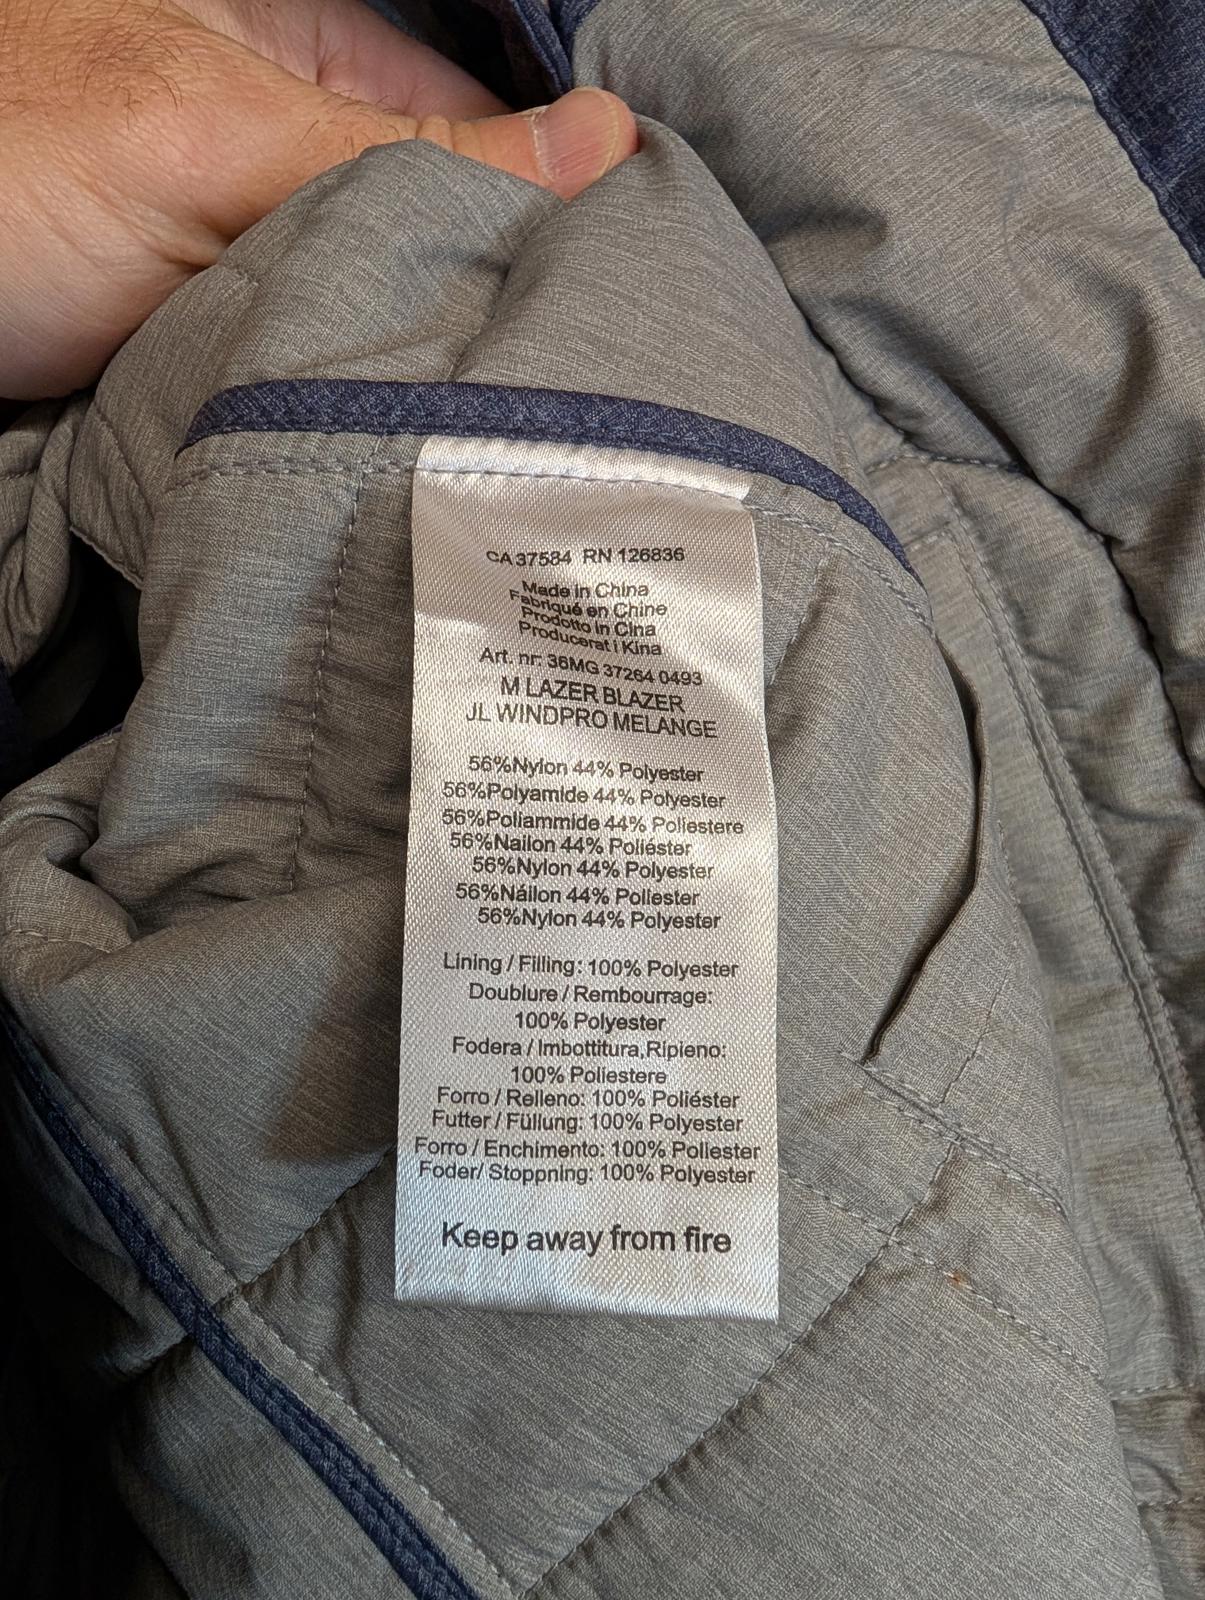 CA 37584 RN 126836
Made in China
Fabriqué en Chine
Prodotto in Cina
Producerat i Kina
Art. nr: 36MG 37264 0493
M LAZER BLAZER
JL WINDPRO MELANGE
56%Nylon 44% Polyester
56%Polyamide 44% Polyester
56%Poliammide 44% Poliestere
56%Nailon 44% Poliéster
56%Nylon 44% Polyester
56%Náilon 44% Poliester
56%Nylon 44% Polyester
Lining / Filling: 100% Polyester
Doublure / Rembourrage:
100% Polyester
Fodera / Imbottitura,Ripieno:
100% Poliestere
Forro / Relleno: 100% Poliéster
Futter / Füllung: 100% Polyester
Forro / Enchimento: 100% Poliester
Foder/ Stoppning: 100% Polyester
Keep away from fire